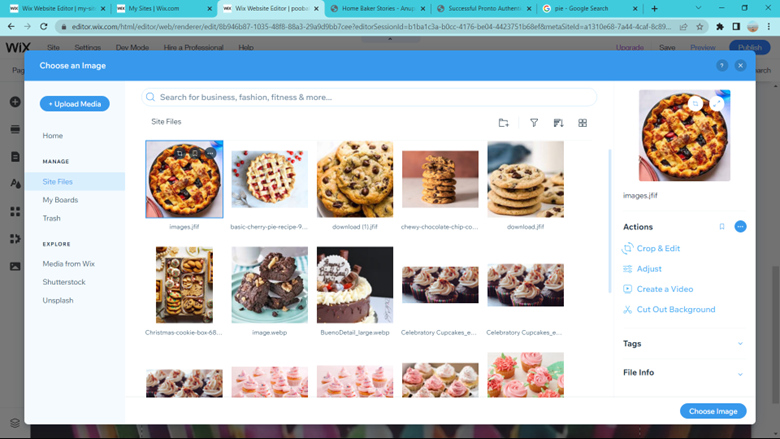 Wix Website Editor | my-s
My Sites | Wix.com
Wix Website Editor | pooba
Home Baker Stories - Anup
Successful Pronto Authentic
pie - Google Search
editor.wix.com/html/editor/web/renderer/edit/8b946b87-1035-48f8-88a3-29a9d9bb7cee?editorSessionId=b1ba1c3a-b0cc-4176-be04-4423751b68ef&metaSiteId=a1310e68-7a44-4caf-8c89...
WiX Site Settings Dev Mode Hire a Professional Help Upgrade Save Preview Publish
Pag
earch
Choose an Image
?
+ Upload Media
Search for business, fashion, fitness & more...
Home
Site Files
MANAGE
Site Files
My Boards
Trash
EXPLORE
Media from Wix
Shutterstock
Unsplash
images.jfif
basic-cherry-pie-recipe-9...
download (1).jfif
chewy-chocolate-chip-co...
download.jfif
Christmas-cookie-box-68...
image.webp
BuenoDetail_large.webp
Celebratory Cupcakes_e...
Celebratory Cupcakes_e...
images.jfif
Actions
Crop & Edit
Adjust
Create a Video
Cut Out Background
Tags
File Info
Choose Image